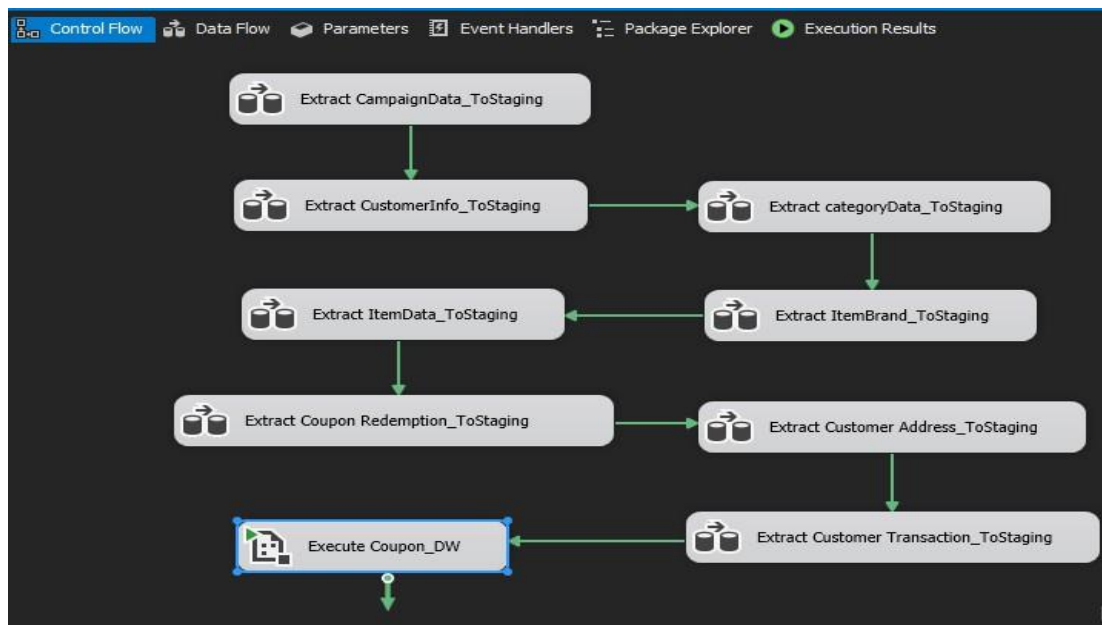 Control Flow Data Flow Parameters Event Handlers Package Explorer Execution Results
Extract CampaignData_ToStaging
Extract CustomerInfo_ToStaging
Extract categoryData_ToStaging
Extract ItemData_ToStaging
Extract ItemBrand_ToStaging
Extract Coupon Redemption_ToStaging
Extract Customer Address_ToStaging
Execute Coupon_DW
Extract Customer Transaction_ToStaging